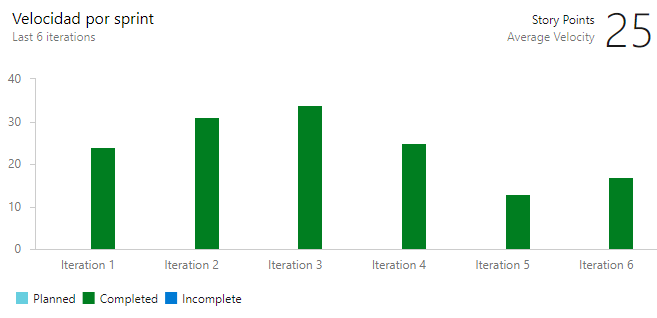 Velocidad por sprint
Last 6 iterations
Story Points
Average Velocity
25
40
30
20
10
0
Iteration 1 Iteration 2 Iteration 3 Iteration 4 Iteration 5 Iteration 6
Planned Completed Incomplete